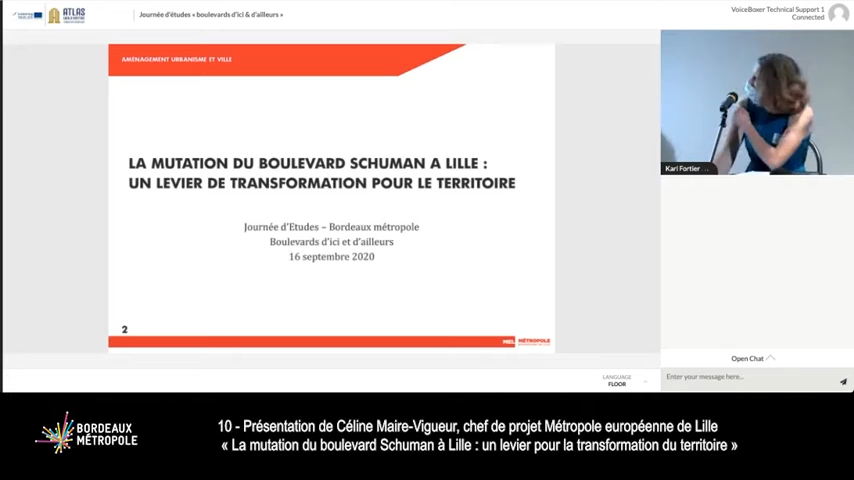 ATLAS
Journée d'études « boulevards d'ici & d'ailleurs »
VoiceBoxer Technical Support 1
Connected
AMENAGEMENT URBANISME ET VILLE
LA MUTATION DU BOULEVARD SCHUMAN A LILLE :
UN LEVIER DE TRANSFORMATION POUR LE TERRITOIRE
Journée d'Etudes – Bordeaux métropole
Boulevards d'ici et d'ailleurs
16 septembre 2020
2
MEL MÉTROPOLE
Karl Fortier ...
Open Chat
Enter your message here...
LANGUAGE
FLOOR
BORDEAUX
MÉTROPOLE
10 - Présentation de Céline Maire-Vigueur, chef de projet Métropole européenne de Lille
« La mutation du boulevard Schuman à Lille : un levier pour la transformation du territoire »